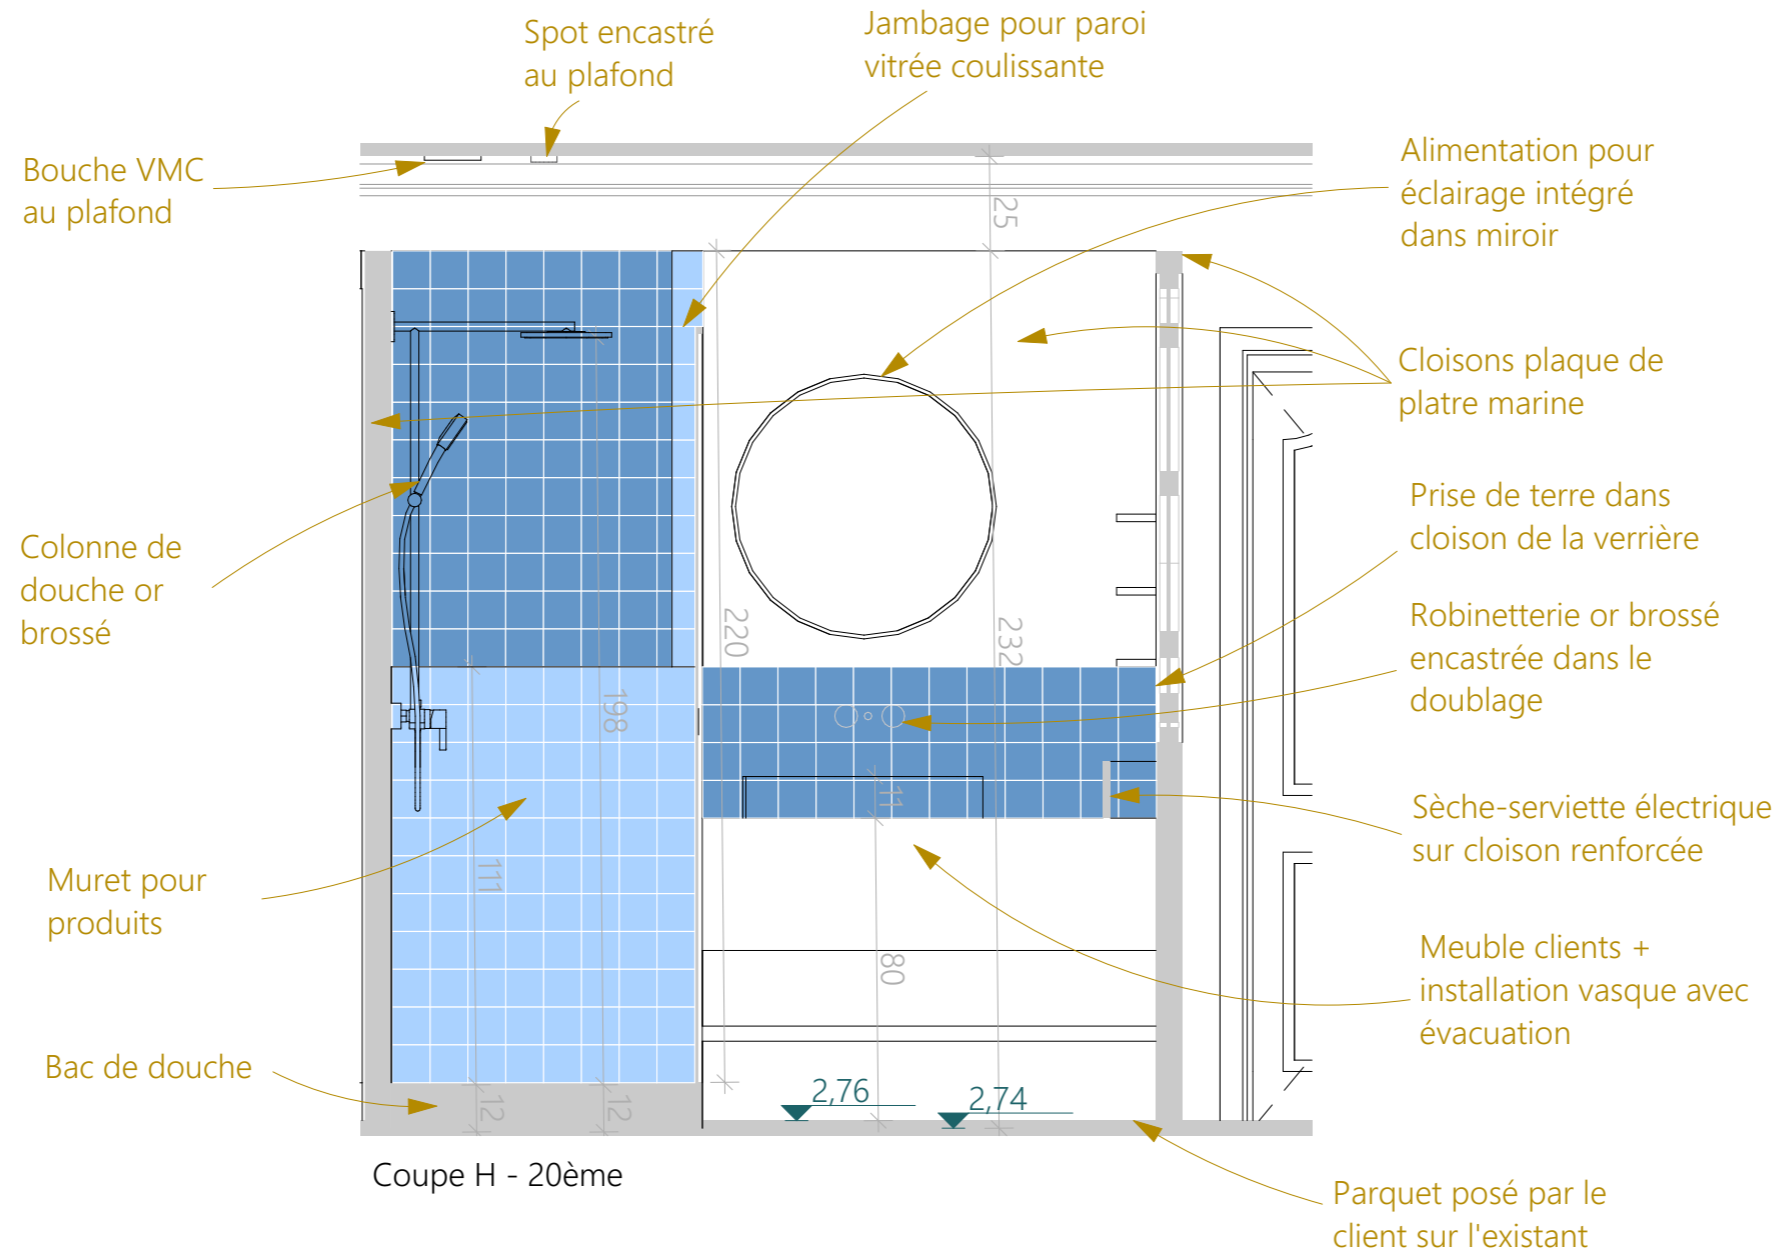 Spot encastré
au plafond
Jambage pour paroi
vitrée coulissante
Bouche VMC
au plafond
Alimentation pour
éclairage intégré
dans miroir
25
Cloisons plaque de
platre marine
Colonne de
douche or
brossé
Prise de terre dans
cloison de la verrière
Robinetterie or brossé
encastrée dans le
doublage
220
232
198
11
Sèche-serviette électrique
sur cloison renforcée
Muret pour
produits
111
80
Meuble clients +
installation vasque avec
évacuation
Bac de douche
12
12
2,76
2,74
Coupe H - 20ème
Parquet posé par le
client sur l'existant